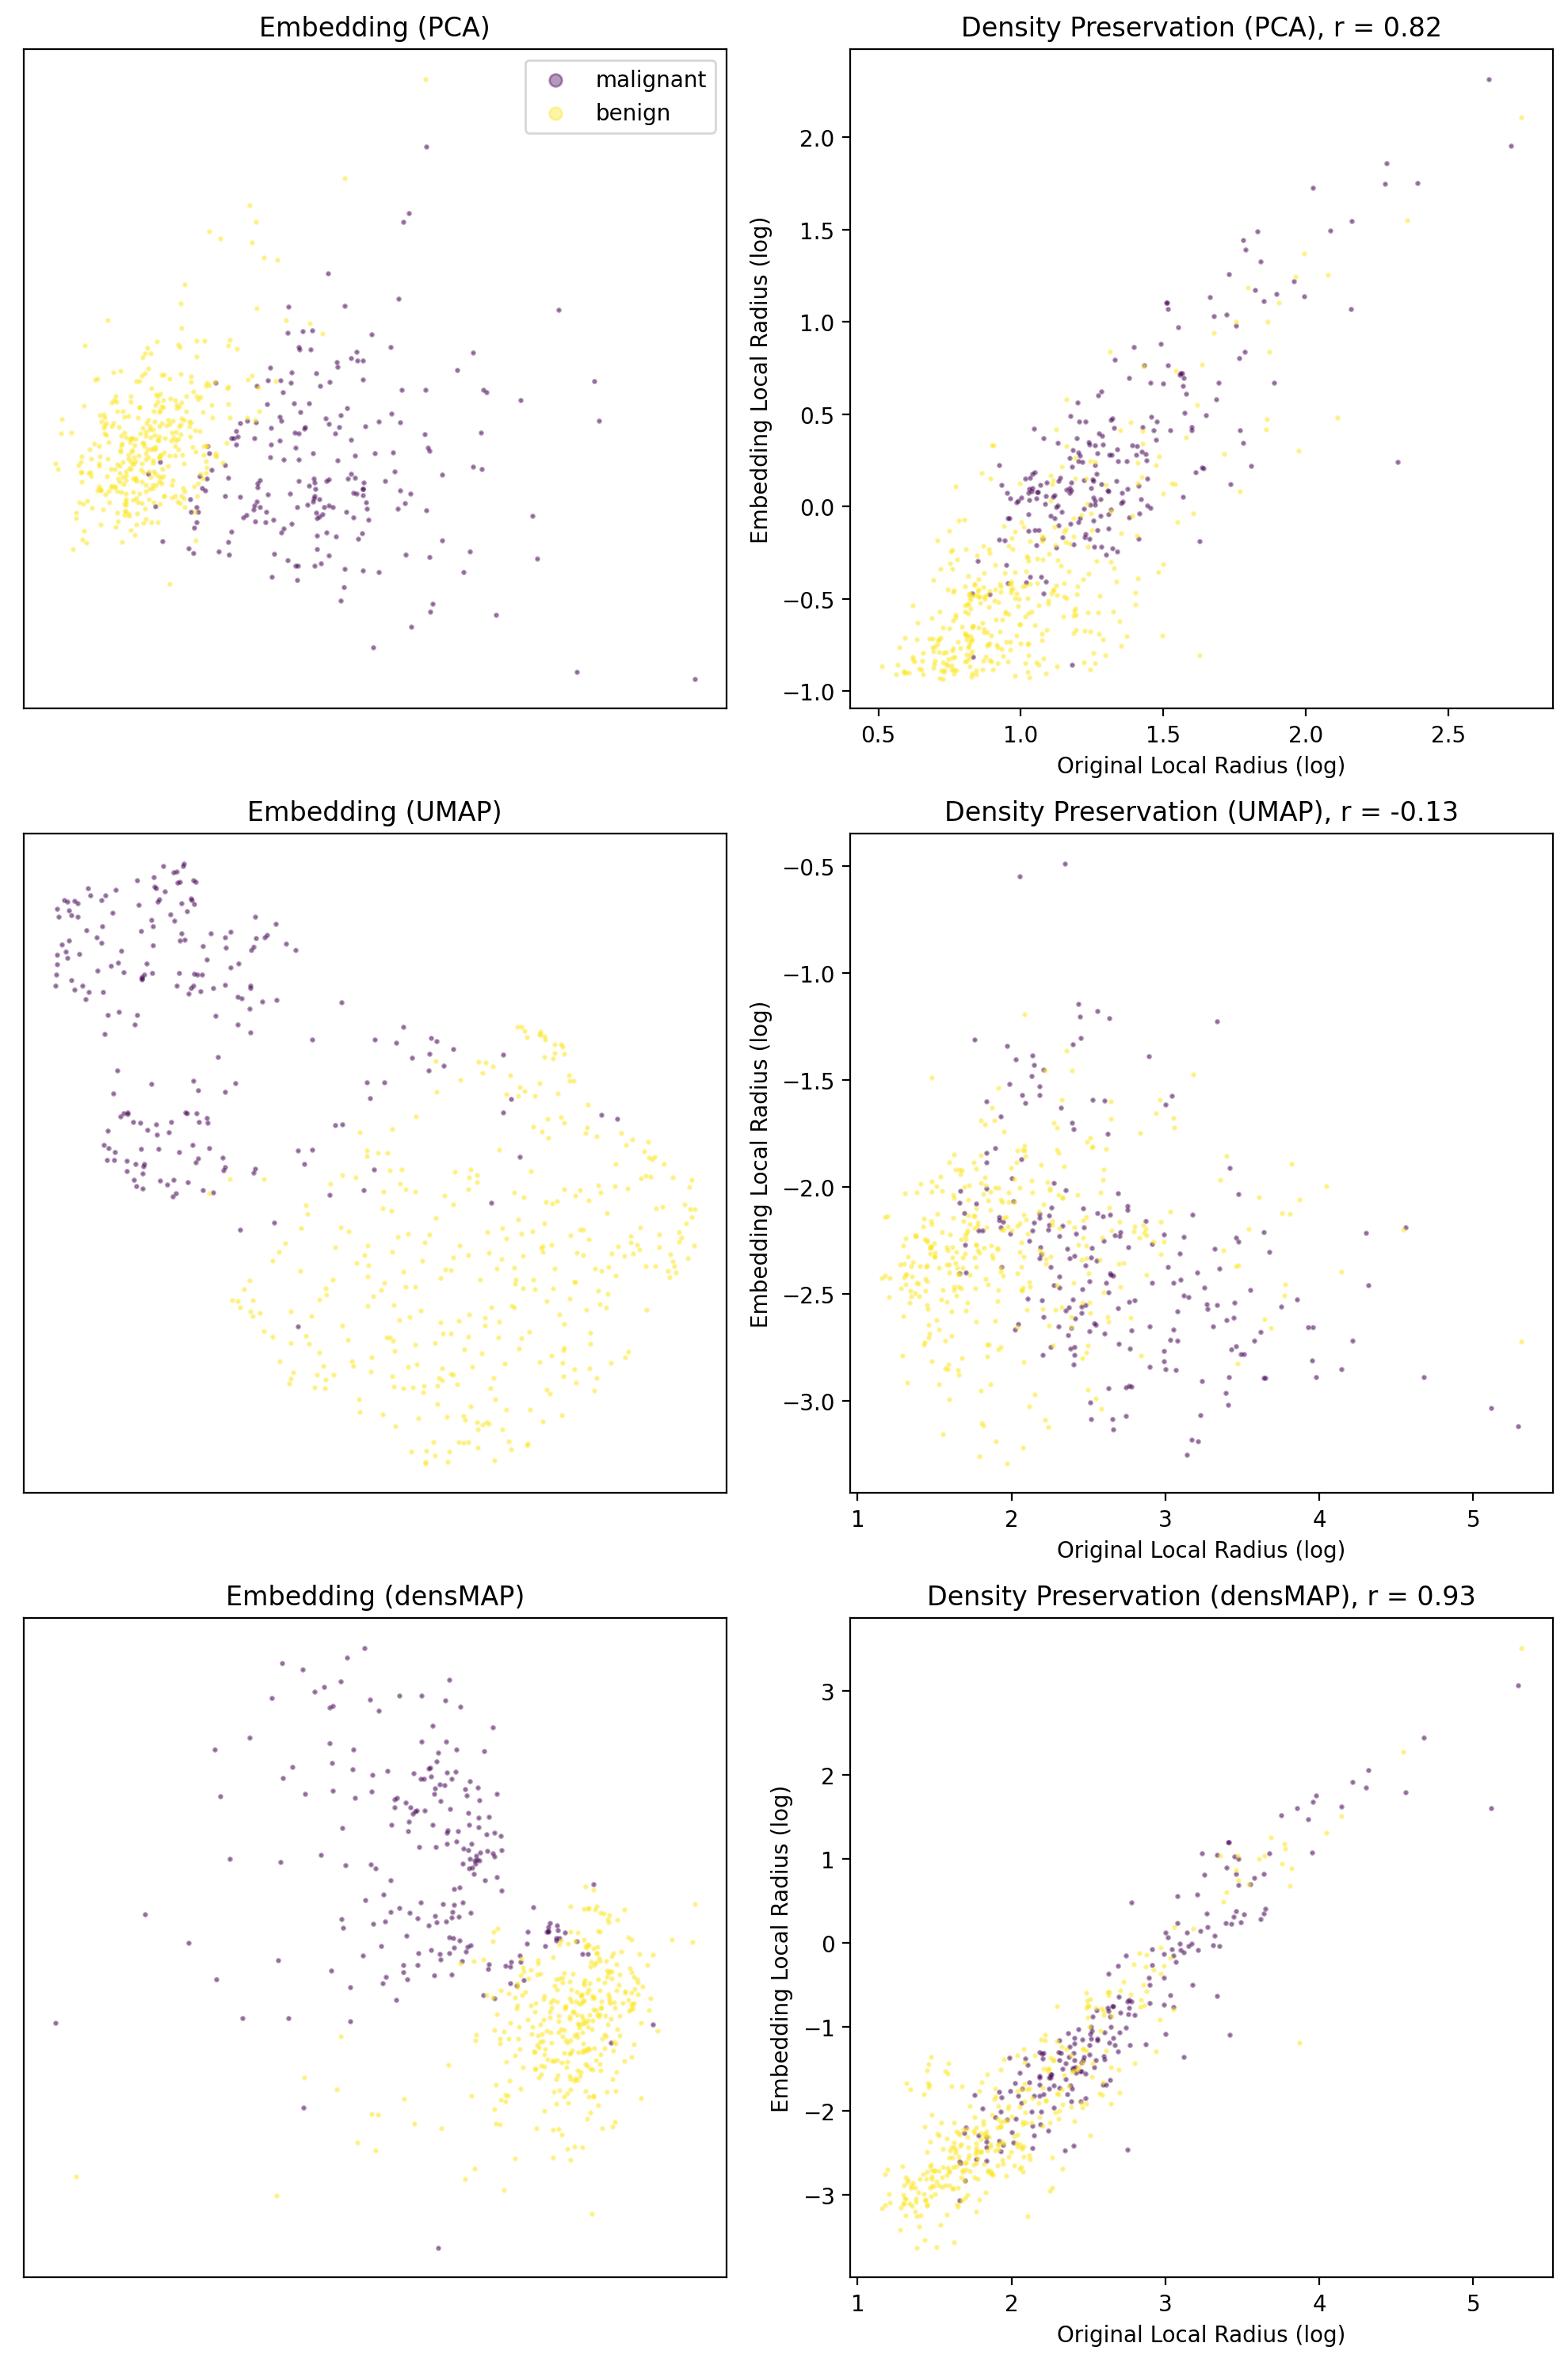 Embedding (PCA)
malignant
benign
Density Preservation (PCA), r = 0.82
Embedding Local Radius (log)
2.0
1.5
1.0
0.5
0.0
−0.5
−1.0
0.5
1.0
1.5
2.0
2.5
Original Local Radius (log)
Embedding (UMAP)
Density Preservation (UMAP), r = -0.13
Embedding Local Radius (log)
−0.5
−1.0
−1.5
−2.0
−2.5
−3.0
1
2
3
4
5
Original Local Radius (log)
Embedding (densMAP)
Density Preservation (densMAP), r = 0.93
Embedding Local Radius (log)
3
2
1
0
−1
−2
−3
1
2
3
4
5
Original Local Radius (log)